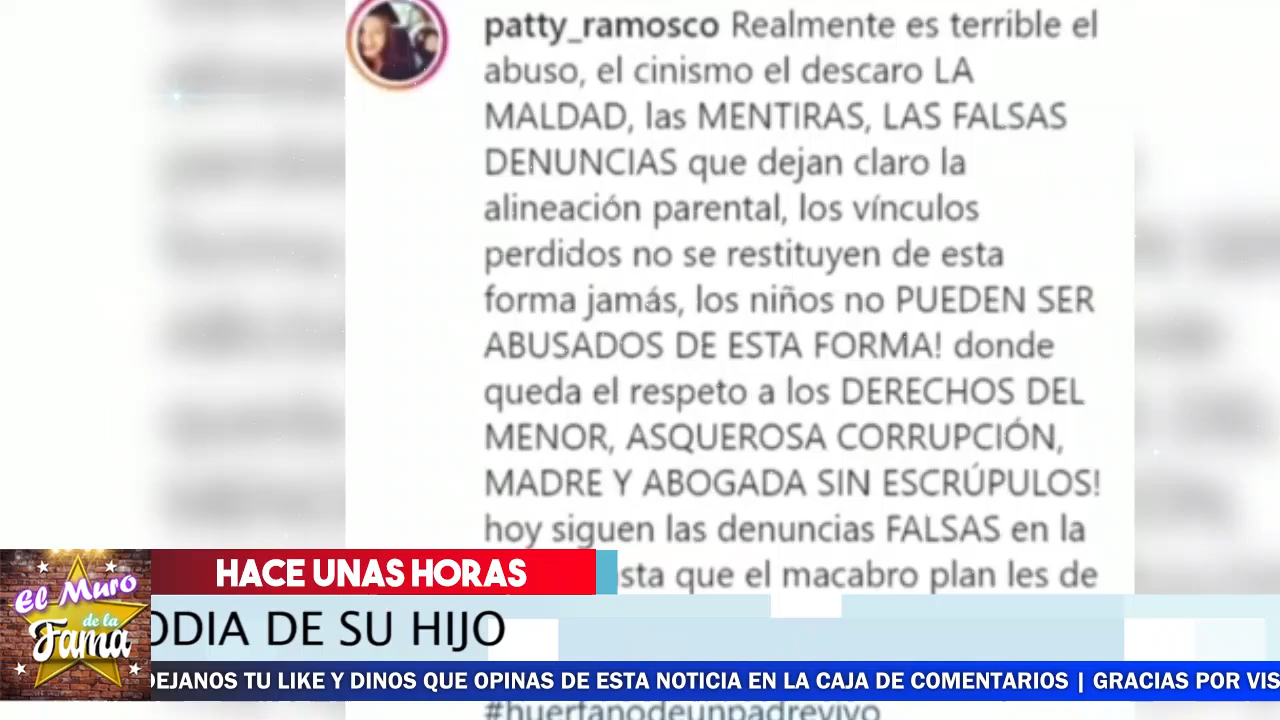 patty_ramosco Realmente es terrible el
abuso, el cinismo el descaro LA
MALDAD, las MENTIRAS, LAS FALSAS
DENUNCIAS que dejan claro la
alineación parental, los vínculos
perdidos no se restituyen de esta
forma jamás, los niños no PUEDEN SER
ABUSADOS DE ESTA FORMA! donde
queda el respeto a los DERECHOS DEL
MENOR, ASQUEROSA CORRUPCIÓN,
MADRE Y ABOGADA SIN ESCRÚPULOS!
hoy siguen las denuncias FALSAS en la
sta que el macabro plan les de
HACE UNAS HORAS
El Muro
de la
Fama
ODIA DE SU HIJO
DEJANOS TU LIKE Y DINOS QUE OPINAS DE ESTA NOTICIA EN LA CAJA DE COMENTARIOS | GRACIAS POR VIS
#huerfanodeunpadrevivo